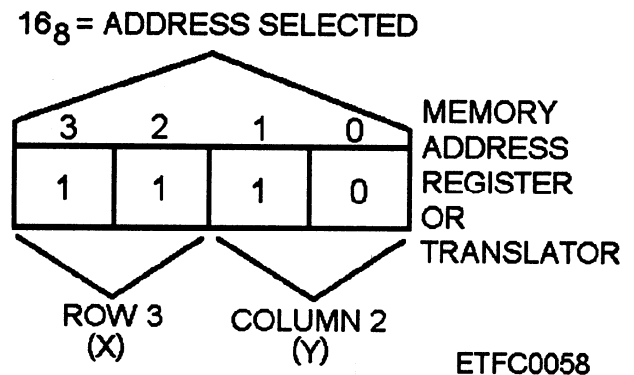 16₈ = ADDRESS SELECTED
3 2 1 0
1 1 1 0
MEMORY
ADDRESS
REGISTER
OR
TRANSLATOR
ROW 3
(X)
COLUMN 2
(Y)
ETFC0058